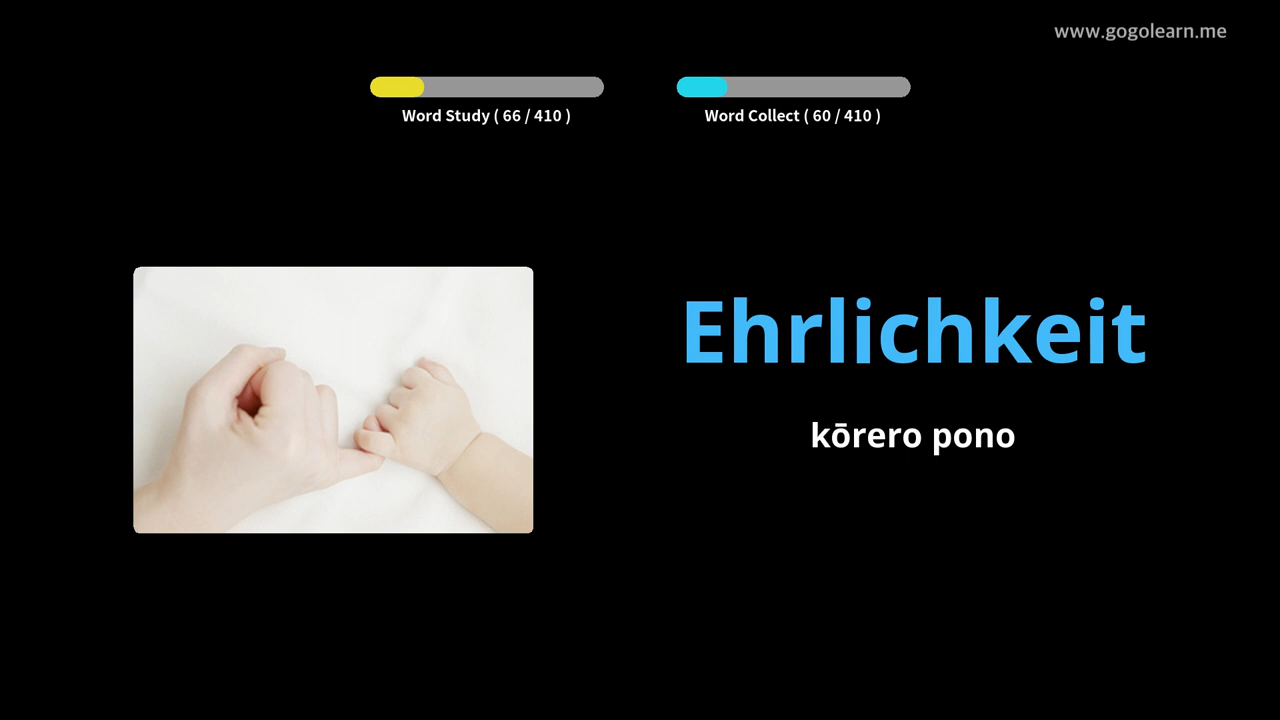 www.gogolearn.me
Word Study ( 66 / 410 )
Word Collect ( 60 / 410 )
Ehrlichkeit
kōrero pono